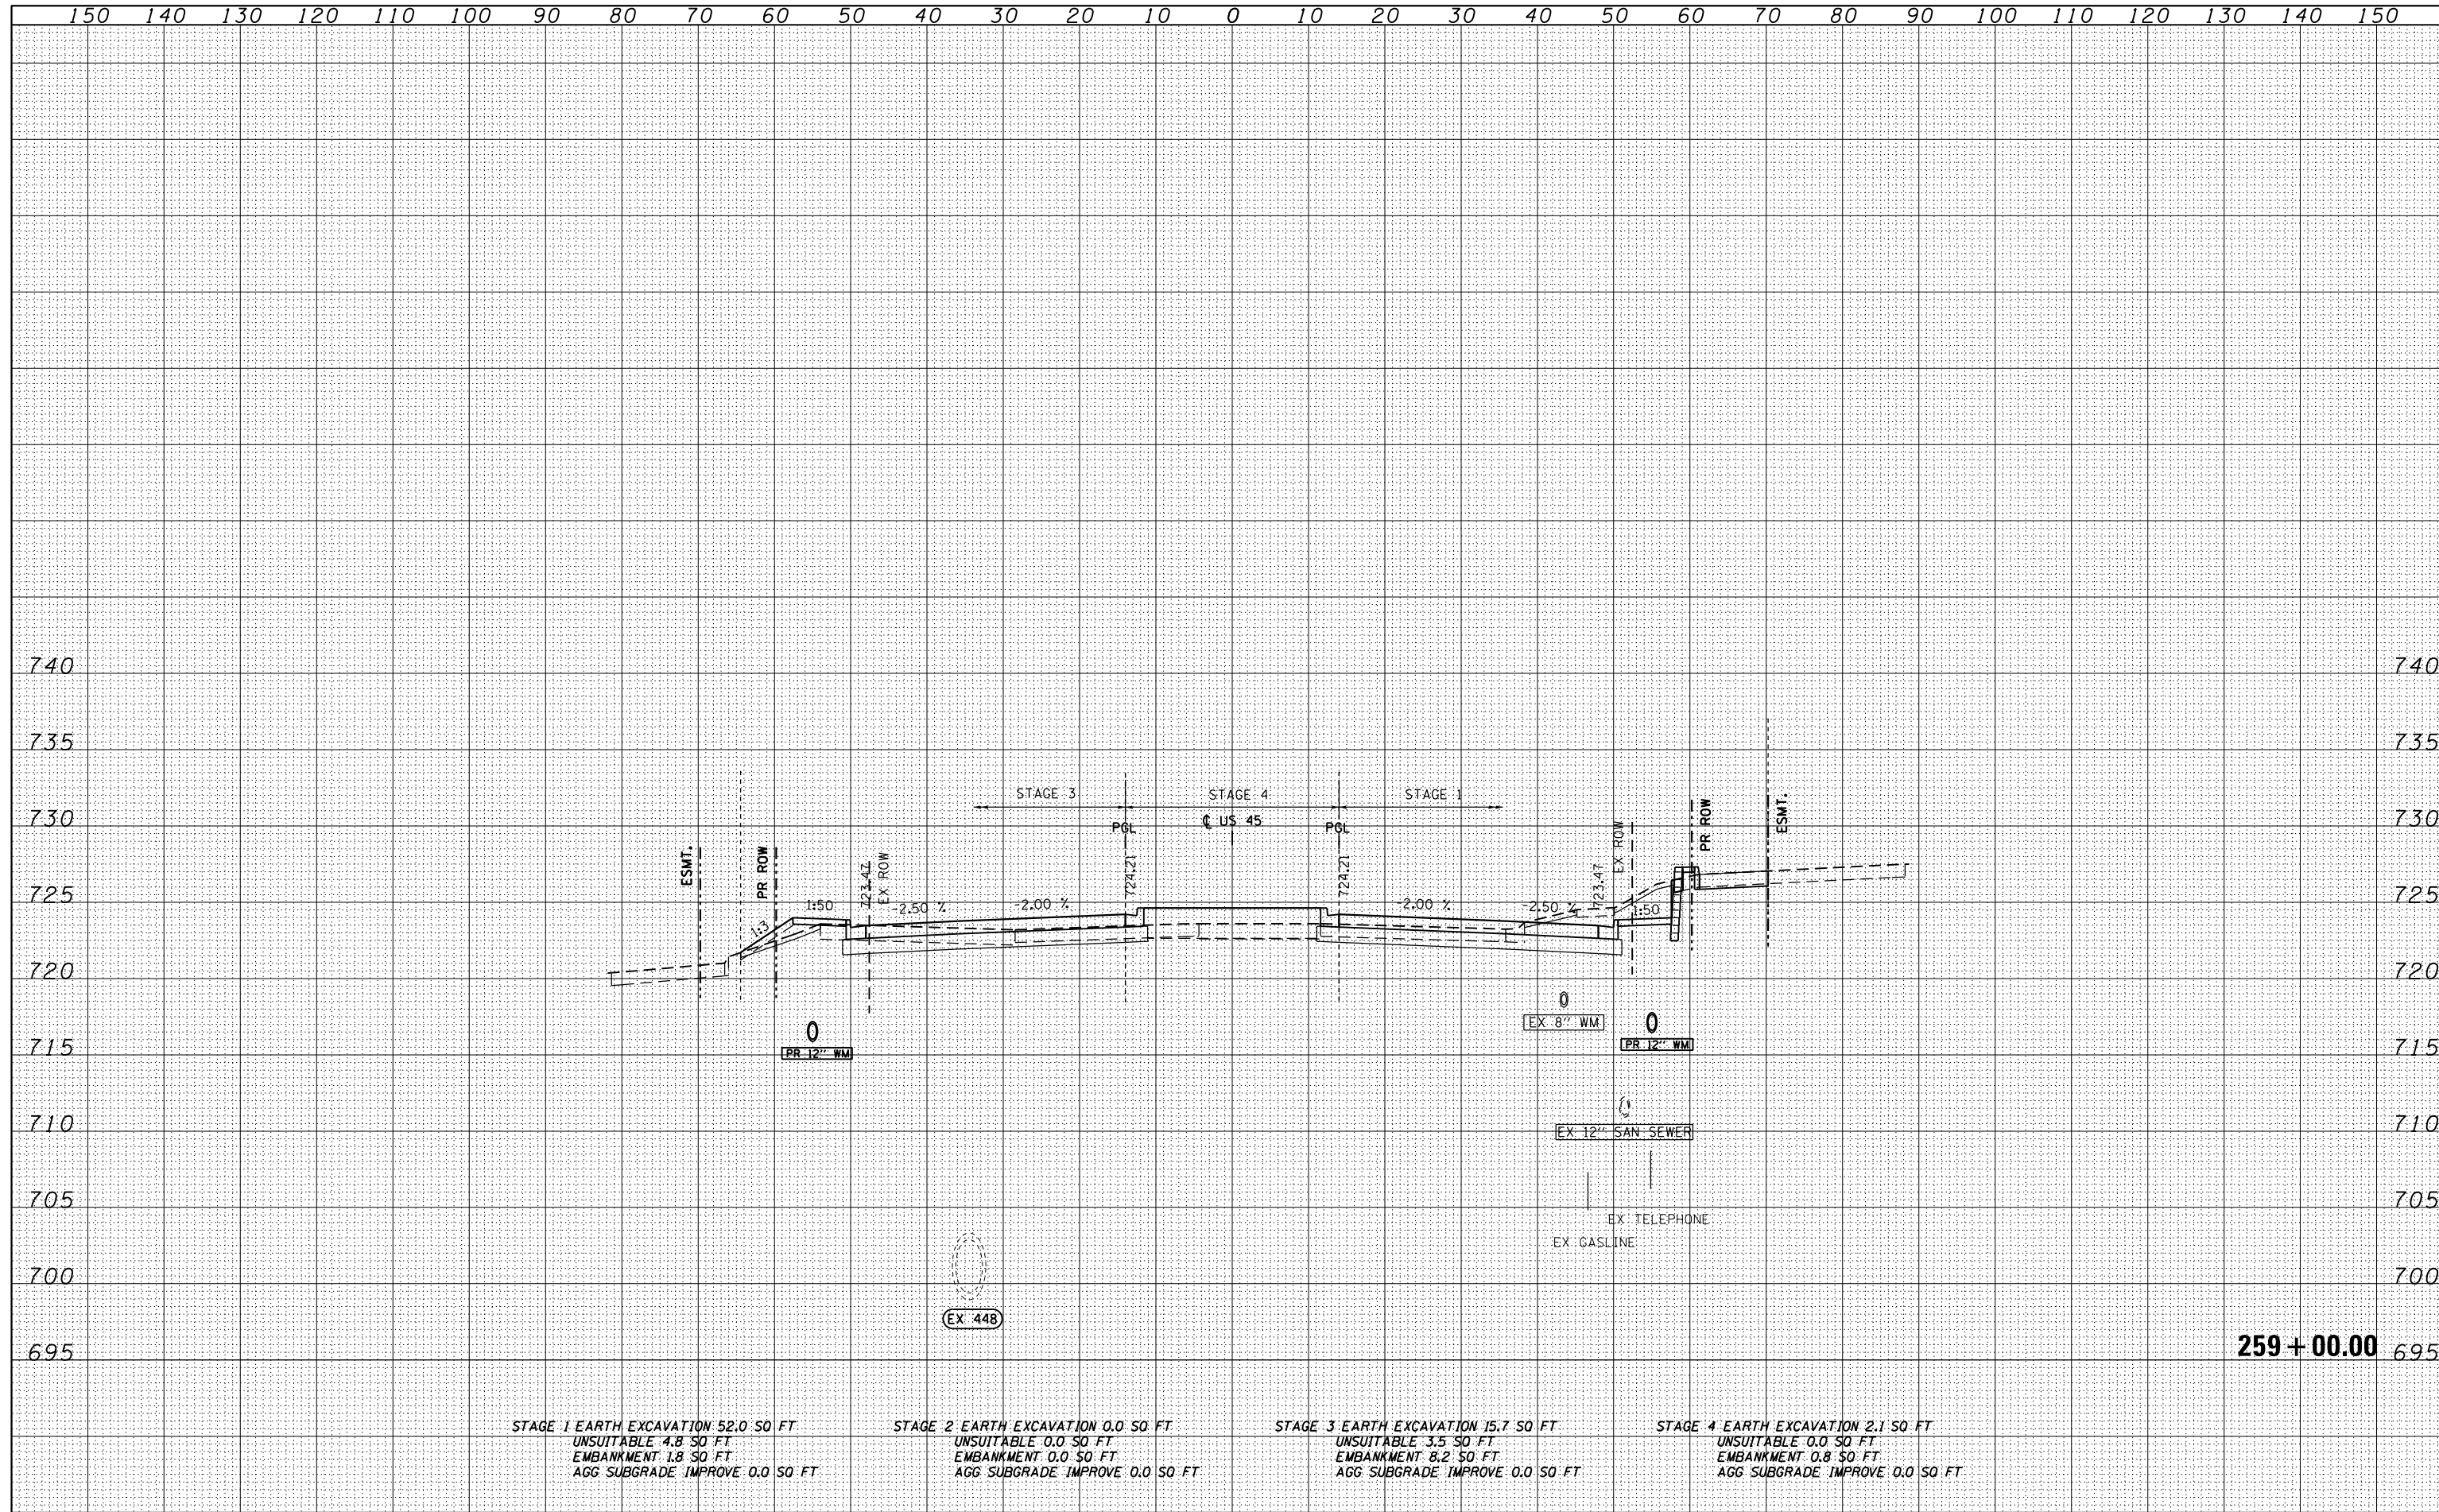 150 140 130 120 110 100 90 80 70 60 50 40 30 20 10 0 10 20 30 40 50 60 70 80 90 100 110 120 130 140 150
740 740
735 735
STAGE 3 STAGE 4 STAGE 1
730 730
PGL ℄ US 45 PGL
ESMT. PR ROW 723.47 EX ROW 724.21 724.21 723.47 EX ROW PR ROW ESMT.
725 725
1:3 1:50 -2.50 % -2.00 % -2.00 % -2.50 % 1:50
720 720
EX 8'' WM
715 715
PR 12'' WM PR 12'' WM
710 710
EX 12'' SAN SEWER
705 705
EX TELEPHONE
EX GASLINE
700 700
EX 448
695 695
259+00.00
STAGE 1 EARTH EXCAVATION 52.0 SQ FT
UNSUITABLE 4.8 SQ FT
EMBANKMENT 1.8 SQ FT
AGG SUBGRADE IMPROVE 0.0 SQ FT
STAGE 2 EARTH EXCAVATION 0.0 SQ FT
UNSUITABLE 0.0 SQ FT
EMBANKMENT 0.0 SQ FT
AGG SUBGRADE IMPROVE 0.0 SQ FT
STAGE 3 EARTH EXCAVATION 15.7 SQ FT
UNSUITABLE 3.5 SQ FT
EMBANKMENT 8.2 SQ FT
AGG SUBGRADE IMPROVE 0.0 SQ FT
STAGE 4 EARTH EXCAVATION 2.1 SQ FT
UNSUITABLE 0.0 SQ FT
EMBANKMENT 0.8 SQ FT
AGG SUBGRADE IMPROVE 0.0 SQ FT